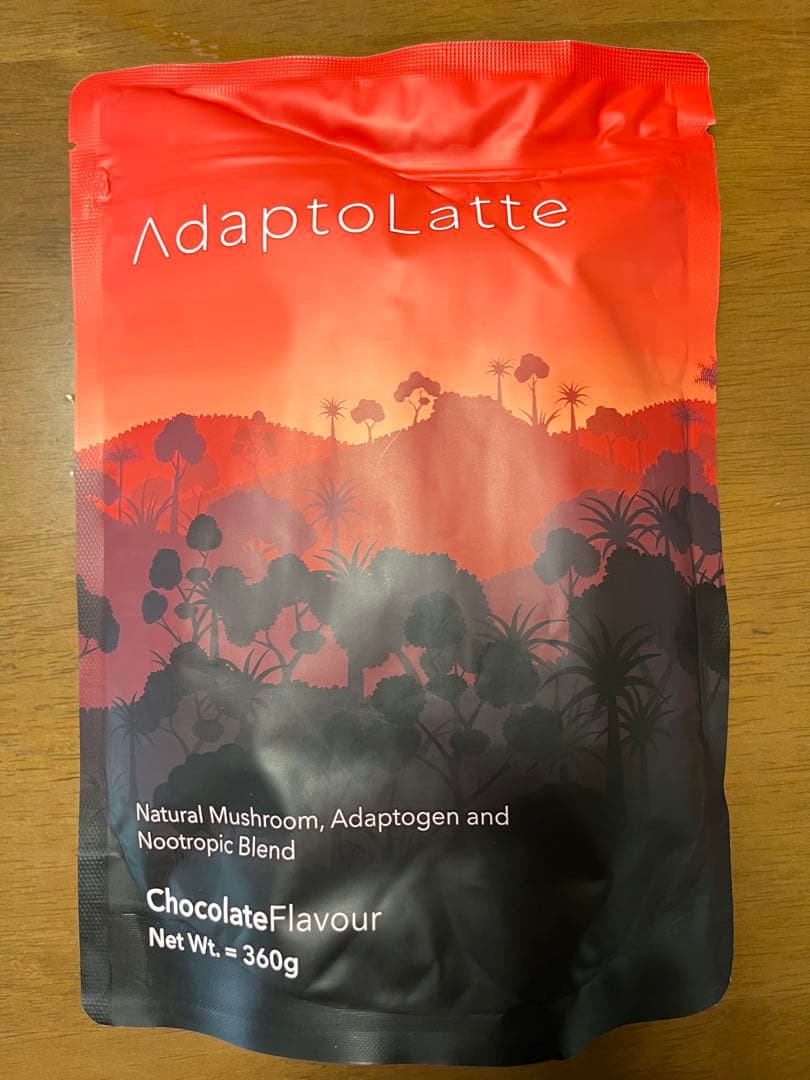 AdaptoLatte
Natural Mushroom, Adaptogen and
Nootropic Blend
ChocolateFlavour
Net Wt. = 360g